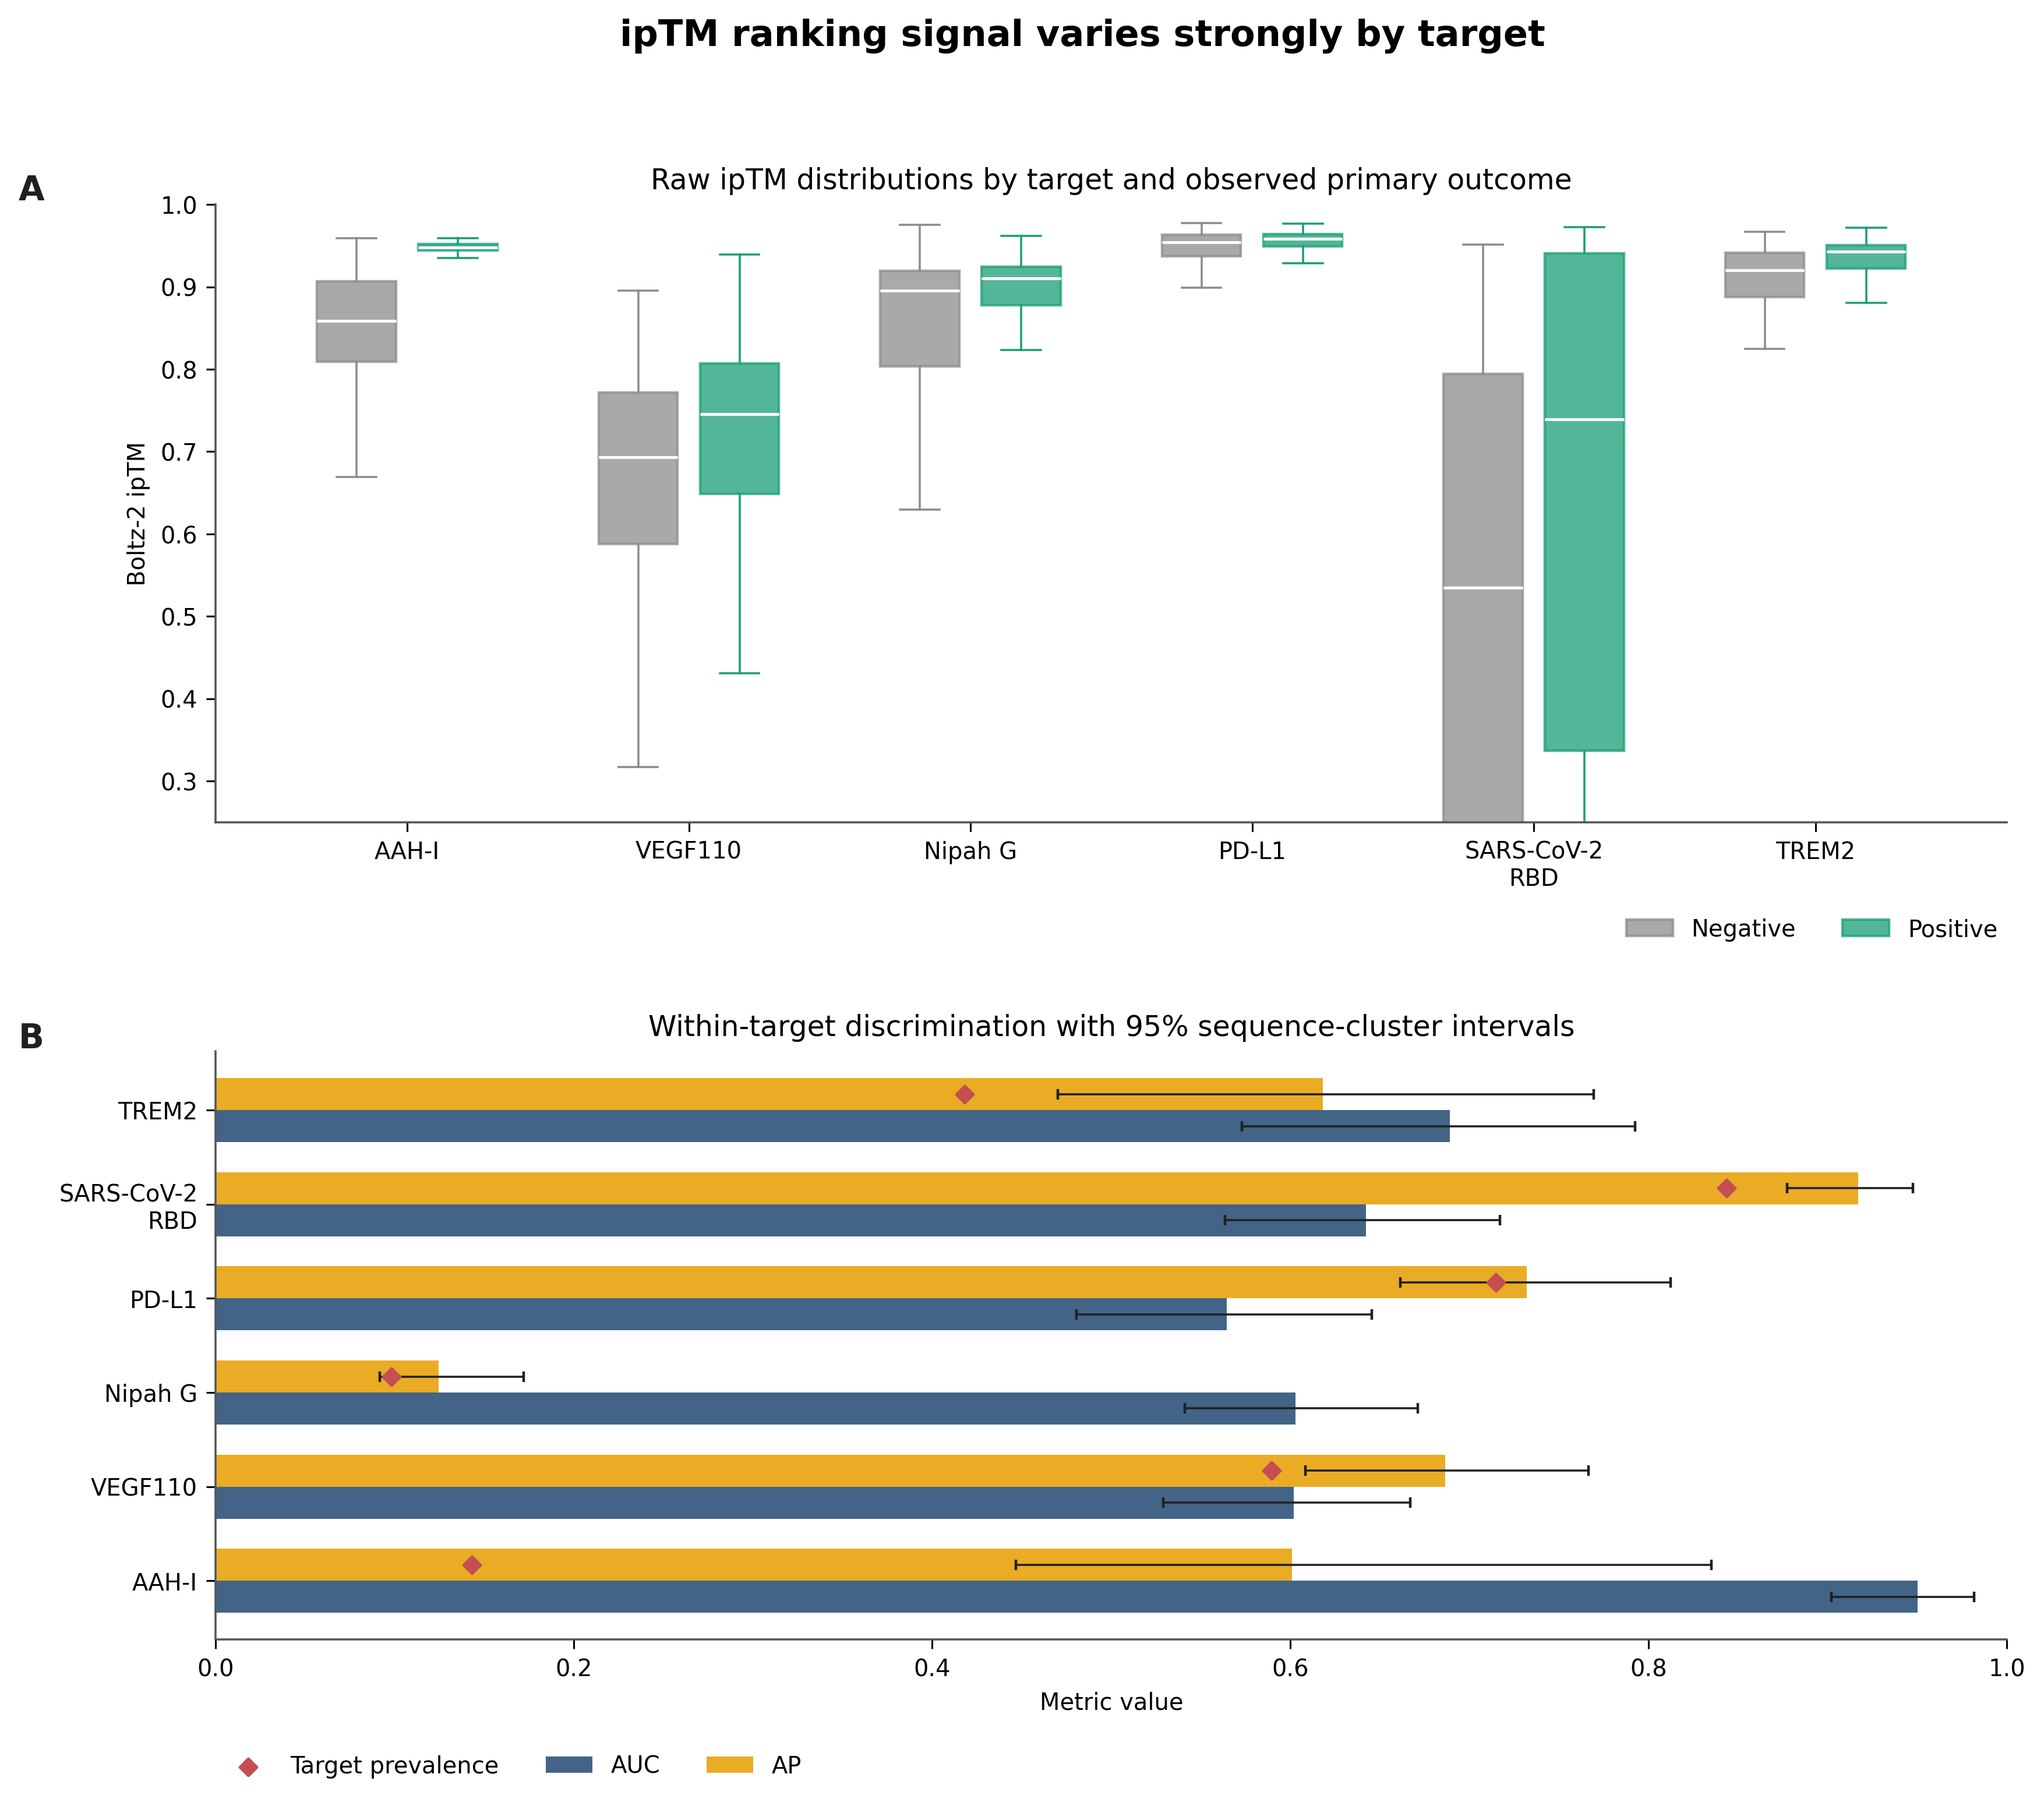 ipTM ranking signal varies strongly by target
A
Raw ipTM distributions by target and observed primary outcome
1.0
0.9
0.8
0.7
0.6
0.5
0.4
0.3
Boltz-2 ipTM
AAH-I
VEGF110
Nipah G
PD-L1
SARS-CoV-2
RBD
TREM2
Negative
Positive
B
Within-target discrimination with 95% sequence-cluster intervals
TREM2
SARS-CoV-2
RBD
PD-L1
Nipah G
VEGF110
AAH-I
0.0
0.2
0.4
0.6
0.8
1.0
Metric value
Target prevalence
AUC
AP